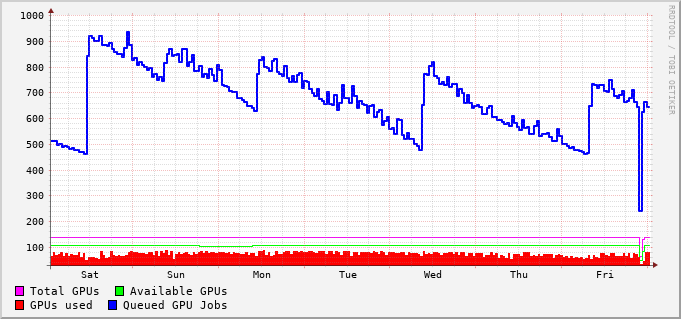 1000
900
800
700
600
500
400
300
200
100
Sat Sun Mon Tue Wed Thu Fri
Total GPUs Available GPUs
GPUs used Queued GPU Jobs
RRDTOOL / TOBI OETIKER